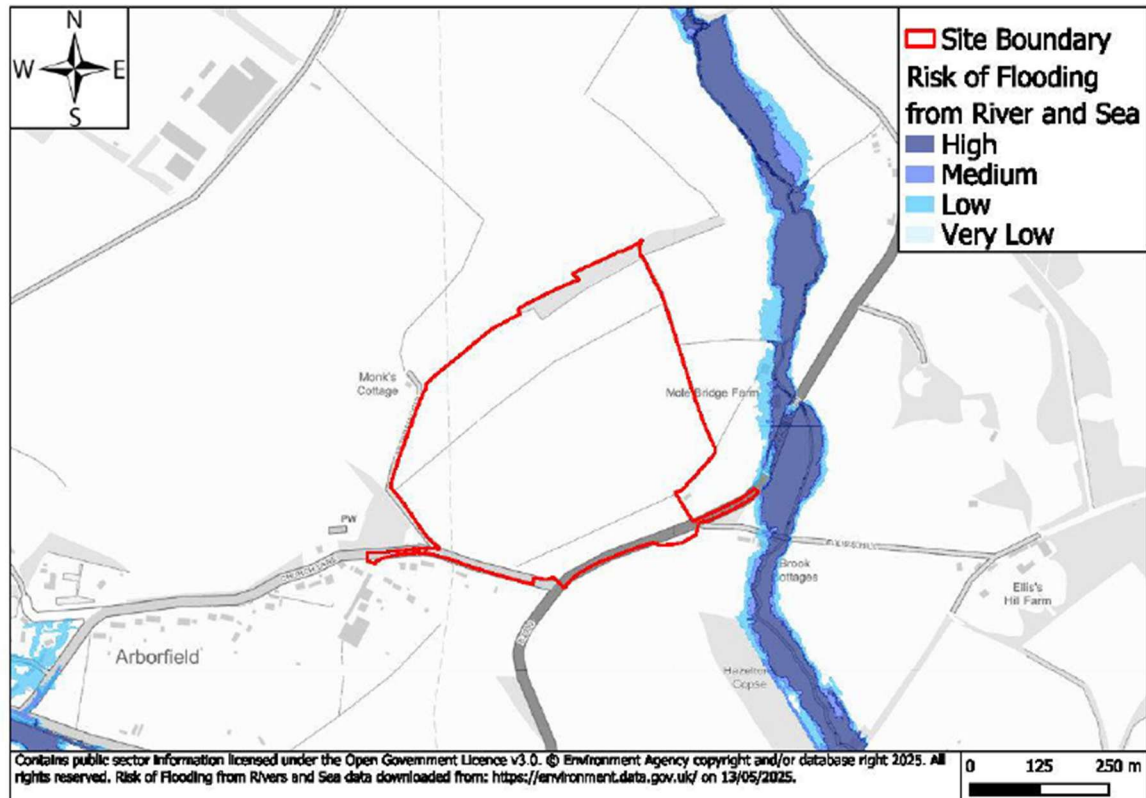 N
W E
S
Site Boundary
Risk of Flooding
from River and Sea
High
Medium
Low
Very Low
Monk's
Cottage
Mole Bridge Farm
PW
CHURCH LANE
Brook
Cottages
Ellis's
Hill Farm
Arborfield
Hazelton
Copse
Contains public sector information licensed under the Open Government Licence v3.0. © Environment Agency copyright and/or database right 2025. All
rights reserved. Risk of Flooding from Rivers and Sea data downloaded from: https://environment.data.gov.uk/ on 13/05/2025.
0 125 250 m